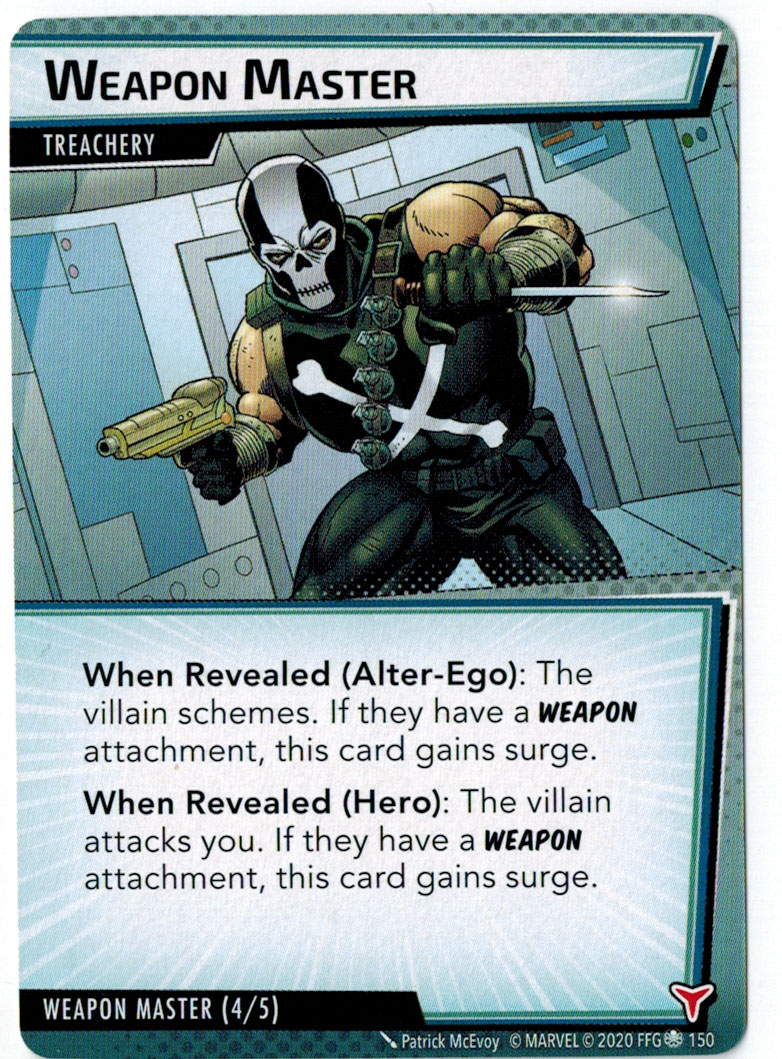 WEAPON MASTER
TREACHERY
When Revealed (Alter-Ego): The
villain schemes. If they have a WEAPON
attachment, this card gains surge.
When Revealed (Hero): The villain
attacks you. If they have a WEAPON
attachment, this card gains surge.
WEAPON MASTER (4/5)
Patrick McEvoy © MARVEL © 2020 FFG 150